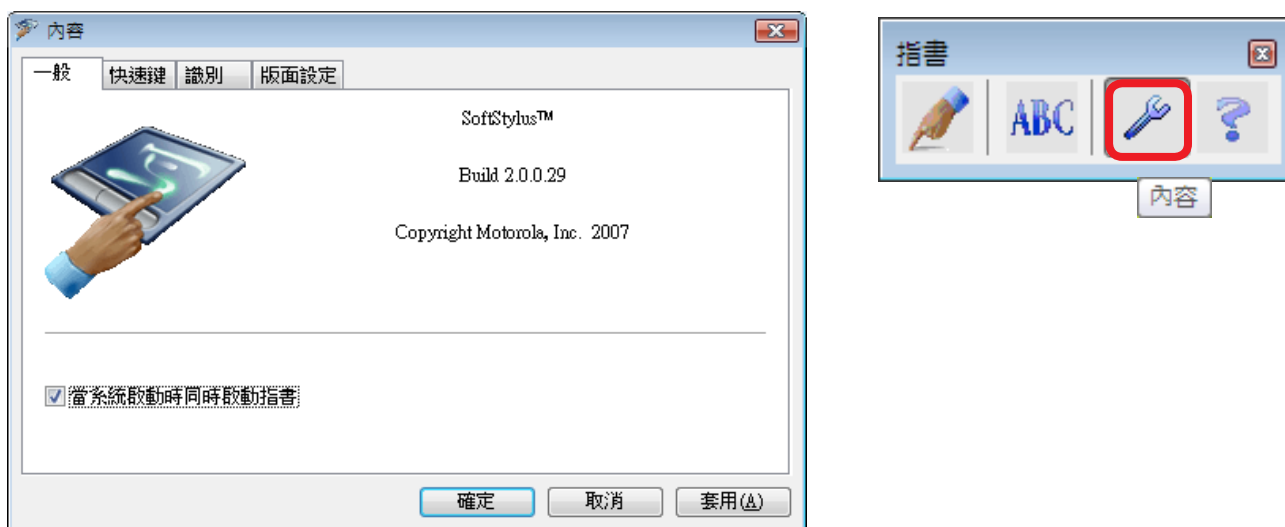 內容
一般 快速鍵 識別 版面設定
SoftStylus™
Build 2.0.0.29
Copyright Motorola, Inc. 2007
當系統啟動時同時啟動指書
確定 取消 套用(A)
指書
ABC ?
內容